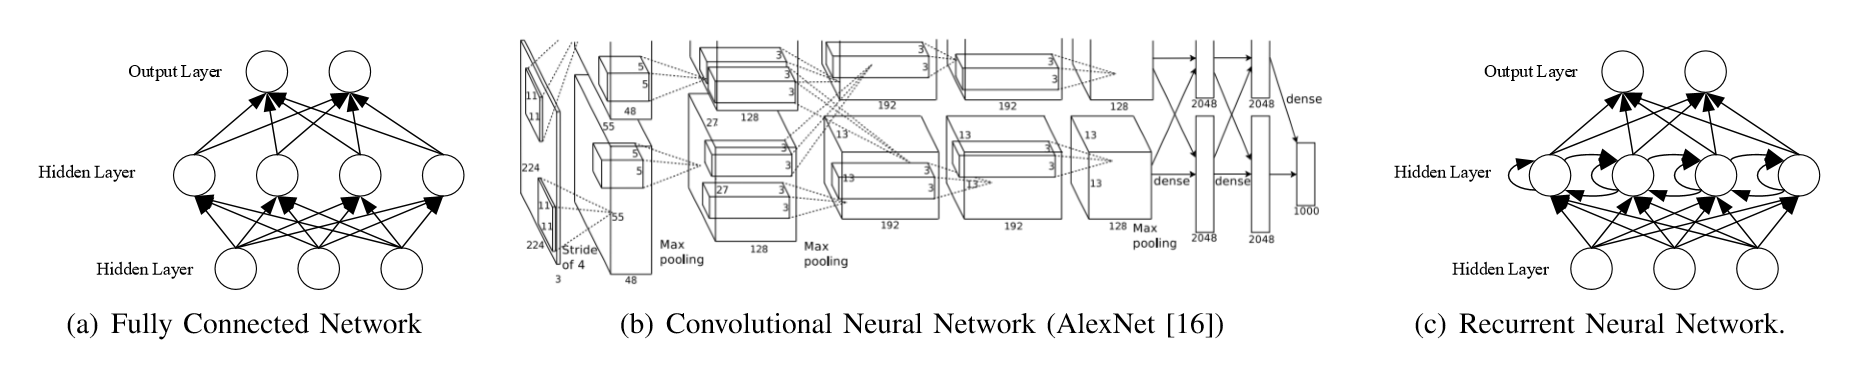 Output Layer
Hidden Layer
Hidden Layer
(a) Fully Connected Network
11
11
224
11
11
224
3
Stride
of 4
5
5
48
55
5
5
55
48
Max
pooling
3
3
3
3
128
27
3
3
27
3
3
128
Max
pooling
3
3
192
13
3
3
13
192
3
3
192
13
3
3
13
192
128
13
13
128
Max
pooling
2048
2048
dense
dense
dense
2048
2048
1000
(b) Convolutional Neural Network (AlexNet [16])
Output Layer
Hidden Layer
Hidden Layer
(c) Recurrent Neural Network.